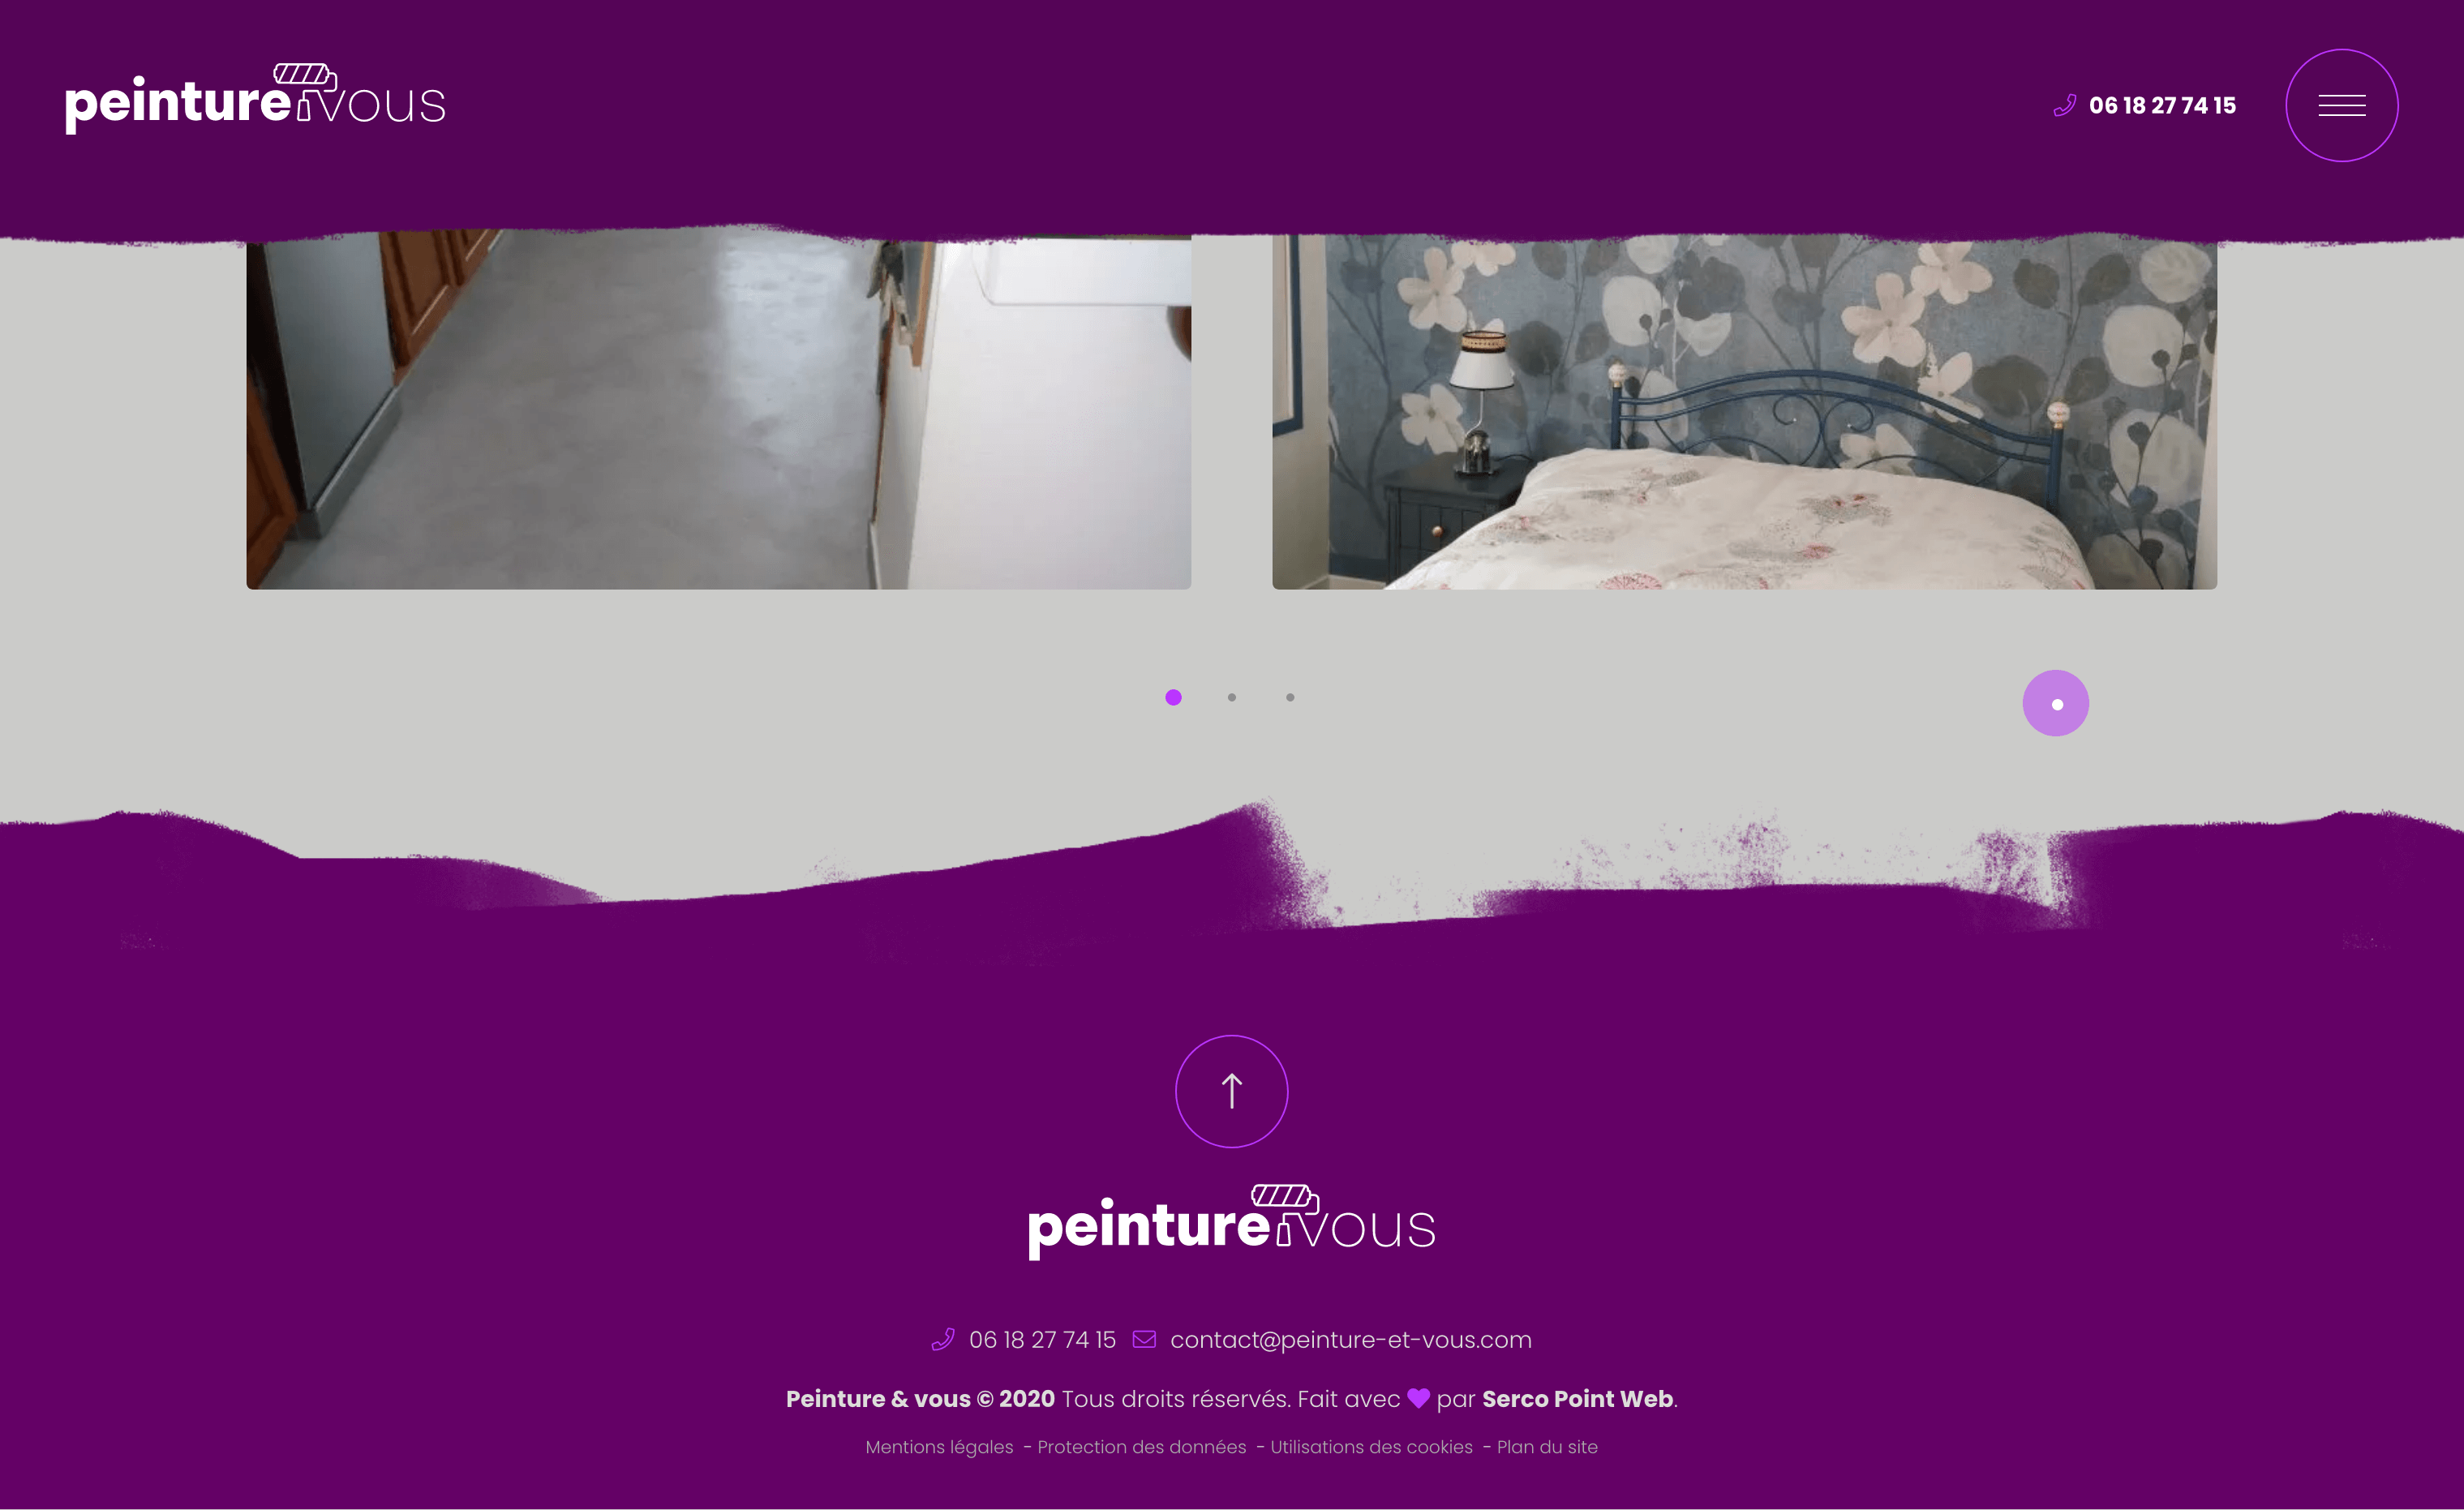 peinture vous
06 18 27 74 15
peinture vous
06 18 27 74 15 contact@peinture-et-vous.com
Peinture & vous © 2020 Tous droits réservés. Fait avec par Serco Point Web.
Mentions légales - Protection des données - Utilisations des cookies - Plan du site